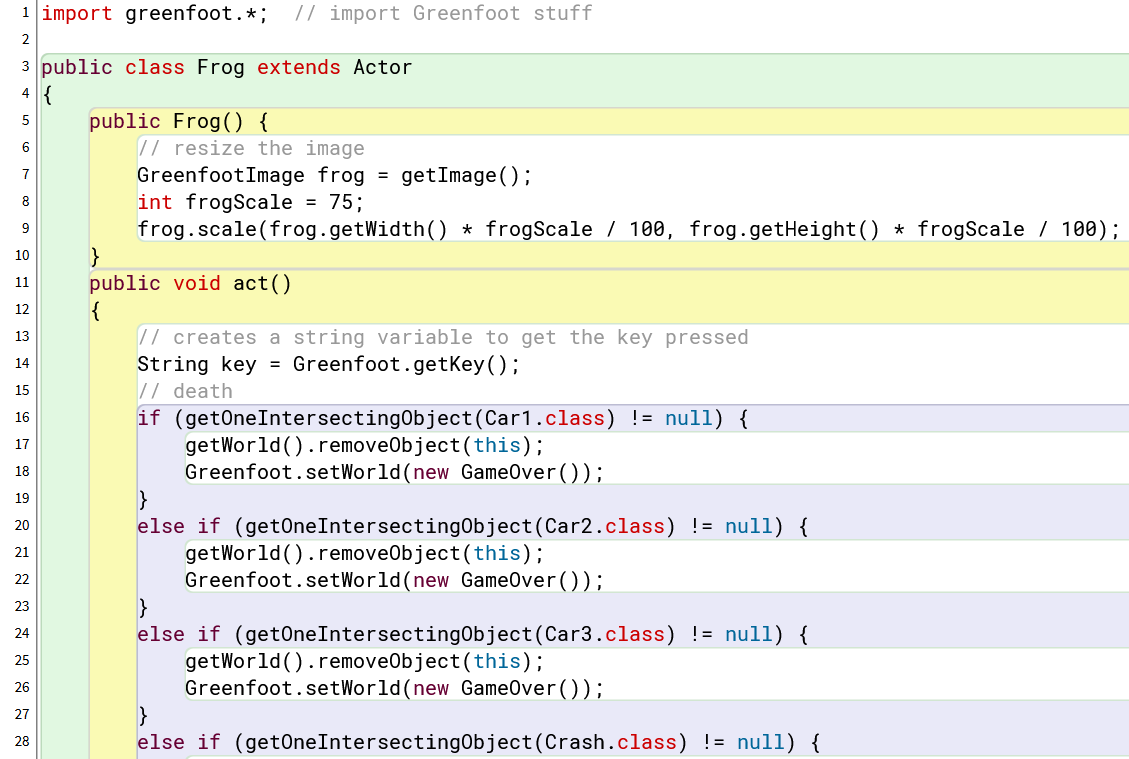 1 import greenfoot.*;  // import Greenfoot stuff
2
3 public class Frog extends Actor
4 {
5     public Frog() {
6         // resize the image
7         GreenfootImage frog = getImage();
8         int frogScale = 75;
9         frog.scale(frog.getWidth() * frogScale / 100, frog.getHeight() * frogScale / 100);
10     }
11     public void act()
12     {
13         // creates a string variable to get the key pressed
14         String key = Greenfoot.getKey();
15         // death
16         if (getOneIntersectingObject(Car1.class) != null) {
17             getWorld().removeObject(this);
18             Greenfoot.setWorld(new GameOver());
19         }
20         else if (getOneIntersectingObject(Car2.class) != null) {
21             getWorld().removeObject(this);
22             Greenfoot.setWorld(new GameOver());
23         }
24         else if (getOneIntersectingObject(Car3.class) != null) {
25             getWorld().removeObject(this);
26             Greenfoot.setWorld(new GameOver());
27         }
28         else if (getOneIntersectingObject(Crash.class) != null) {